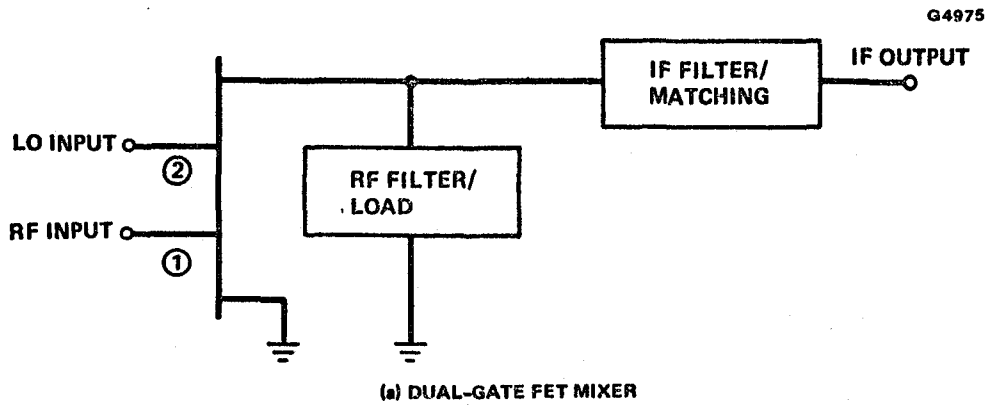 G4975
IF OUTPUT
IF FILTER/
MATCHING
LO INPUT
②
RF FILTER/
LOAD
RF INPUT
①
(a) DUAL-GATE FET MIXER